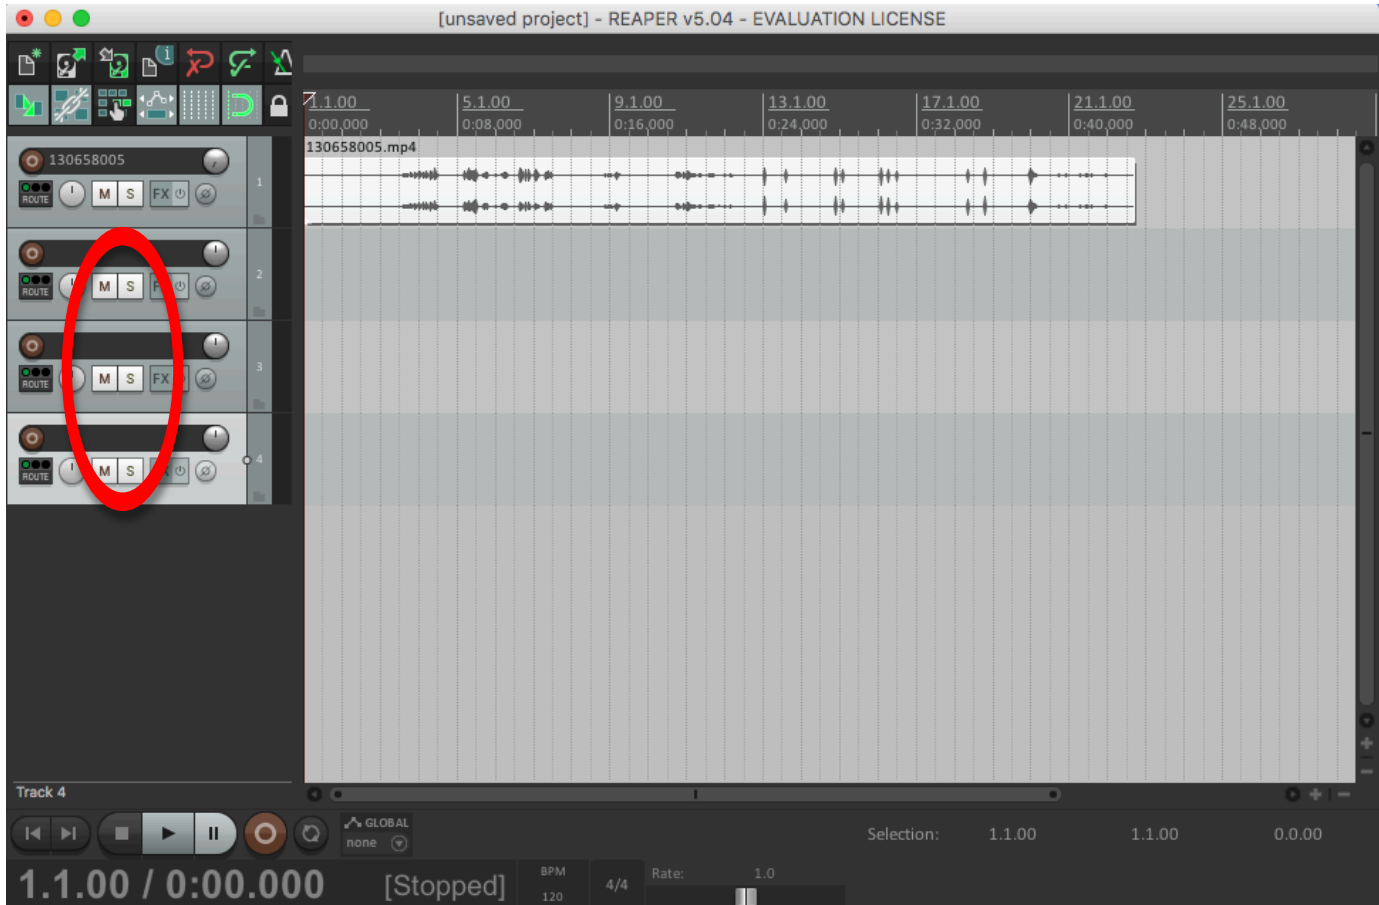 [unsaved project] - REAPER v5.04 - EVALUATION LICENSE
1.1.00 5.1.00 9.1.00 13.1.00 17.1.00 21.1.00 25.1.00
0:00,000 0:08,000 0:16,000 0:24,000 0:32,000 0:40,000 0:48,000
130658005.mp4
130658005
ROUTE M S FX 1
2
ROUTE M S
3
ROUTE M S FX
4
ROUTE M S
Track 4
GLOBAL
none
Selection: 1.1.00 1.1.00 0.0.00
1.1.00 / 0:00.000 [Stopped]
BPM
120
4/4
Rate: 1.0